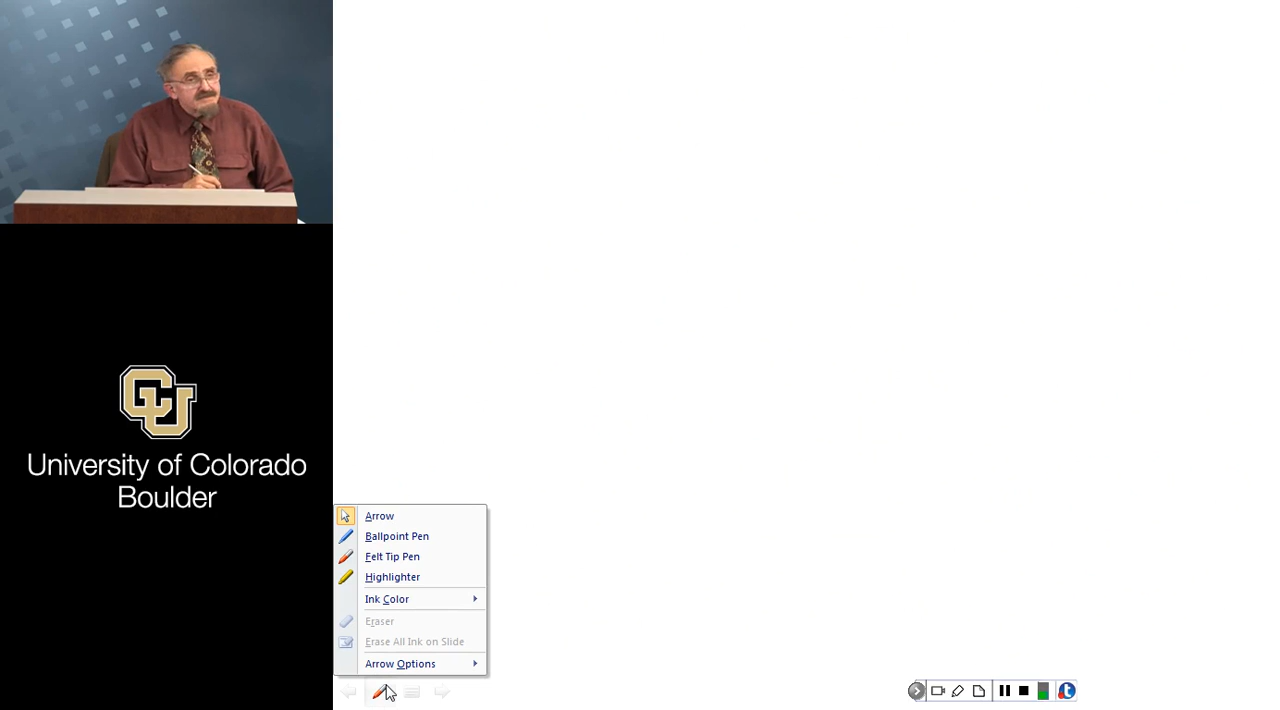 CU
University of Colorado
Boulder
Arrow
Ballpoint Pen
Felt Tip Pen
Highlighter
Ink Color
Eraser
Erase All Ink on Slide
Arrow Options
t